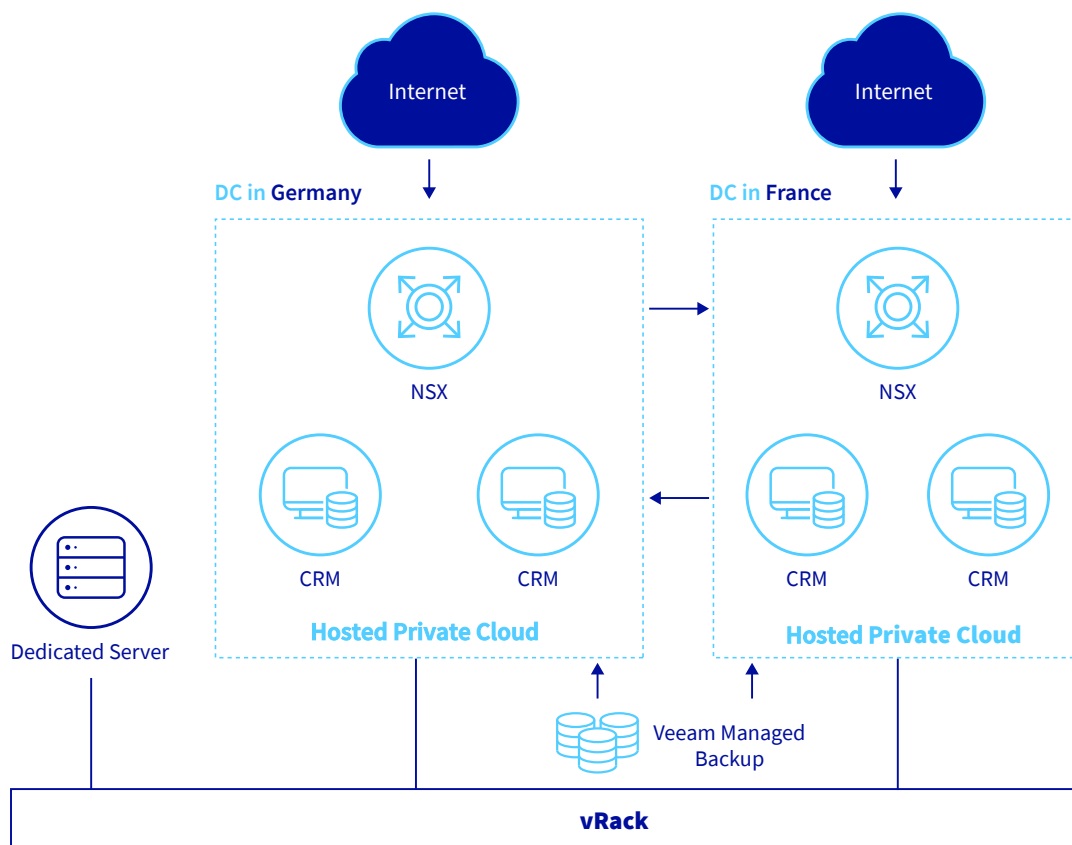 Internet
Internet
DC in Germany
DC in France
NSX
NSX
CRM
CRM
CRM
CRM
Hosted Private Cloud
Hosted Private Cloud
Dedicated Server
Veeam Managed
Backup
vRack